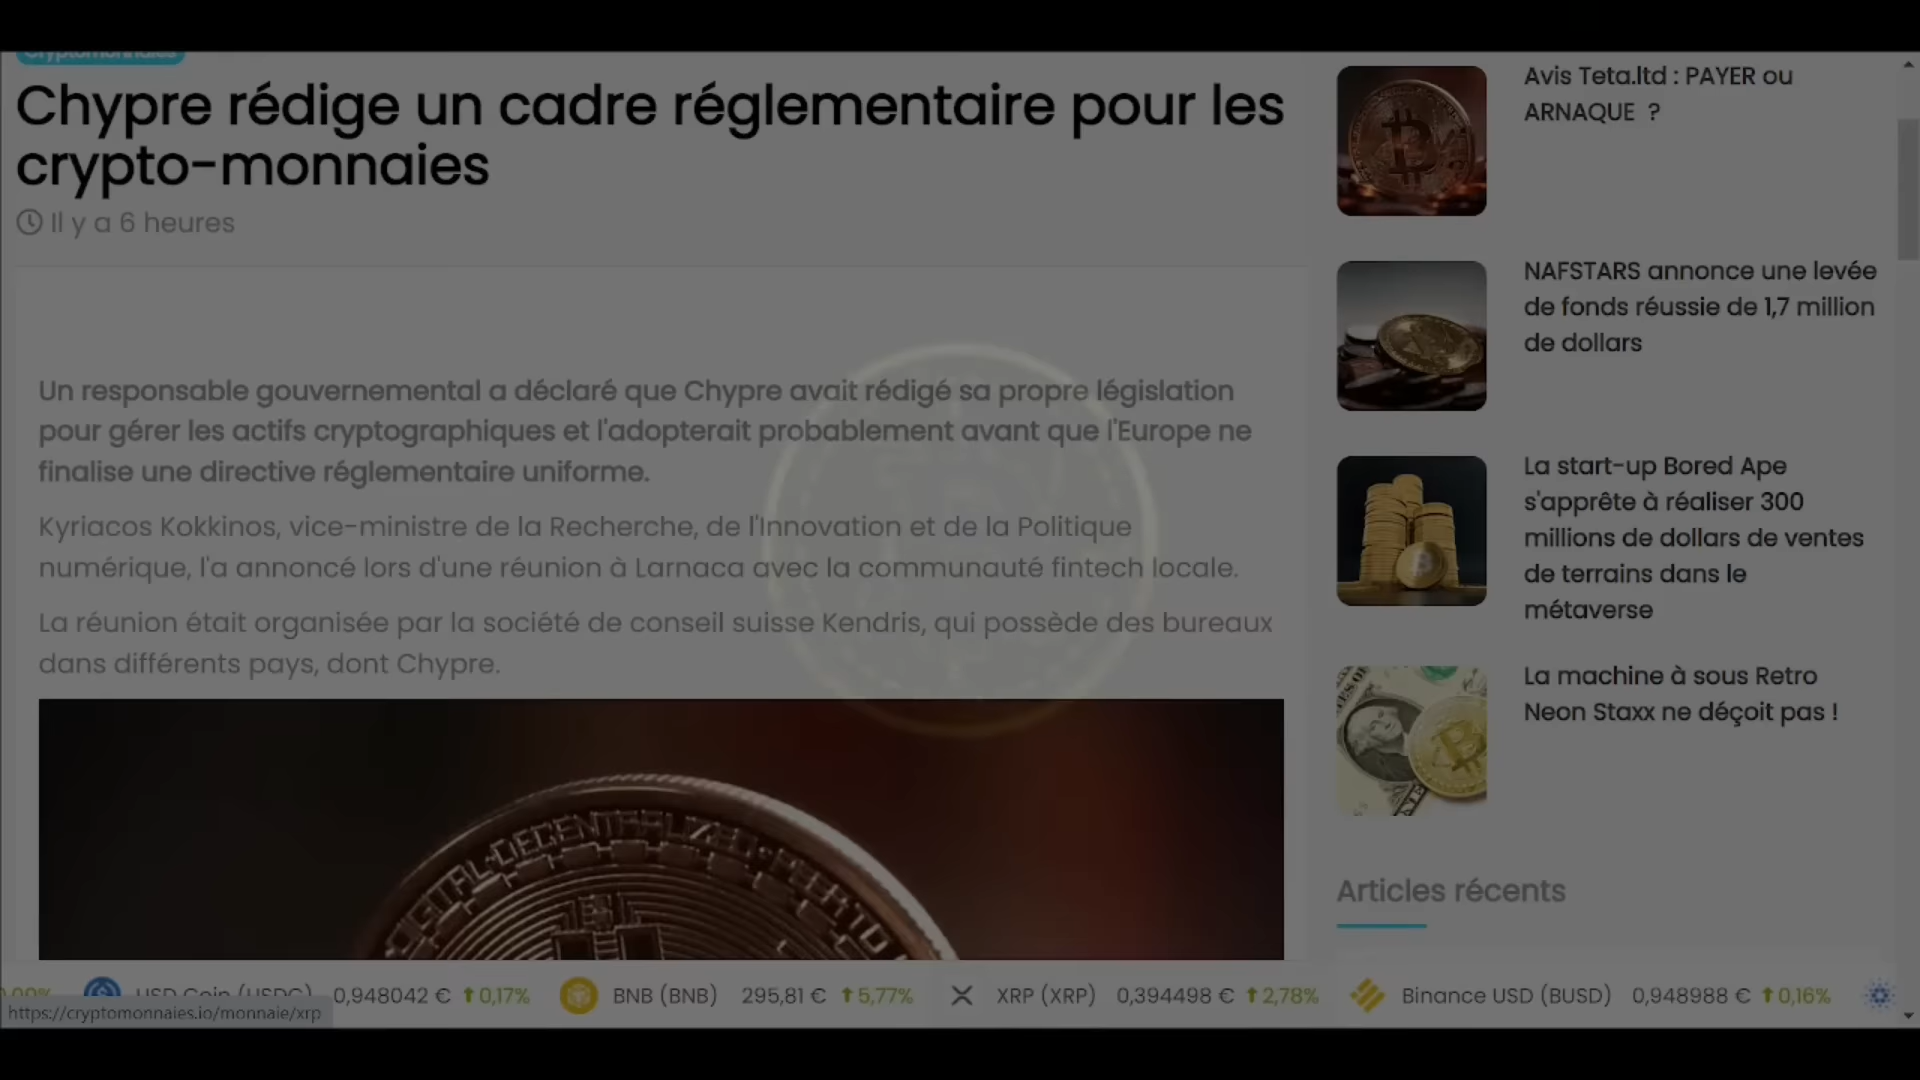 Cryptomonnaies
Chypre rédige un cadre réglementaire pour les
crypto-monnaies
Il y a 6 heures
Un responsable gouvernemental a déclaré que Chypre avait rédigé sa propre législation
pour gérer les actifs cryptographiques et l'adopterait probablement avant que l'Europe ne
finalise une directive réglementaire uniforme.
Kyriacos Kokkinos, vice-ministre de la Recherche, de l'Innovation et de la Politique
numérique, l'a annoncé lors d'une réunion à Larnaca avec la communauté fintech locale.
La réunion était organisée par la société de conseil suisse Kendris, qui possède des bureaux
dans différents pays, dont Chypre.
DIGITAL DECENTRALIZED
Avis Teta.ltd : PAYER ou
ARNAQUE ?
NAFSTARS annonce une levée
de fonds réussie de 1,7 million
de dollars
La start-up Bored Ape
s'apprête à réaliser 300
millions de dollars de ventes
de terrains dans le
métaverse
La machine à sous Retro
Neon Staxx ne déçoit pas !
Articles récents
USD Coin (USDC) 0,948042 € 0,17% BNB (BNB) 295,81 € 5,77% XRP (XRP) 0,394498 € 2,78% Binance USD (BUSD) 0,948988 € 0,16%
https://cryptomonnaies.io/monnaie/xrp